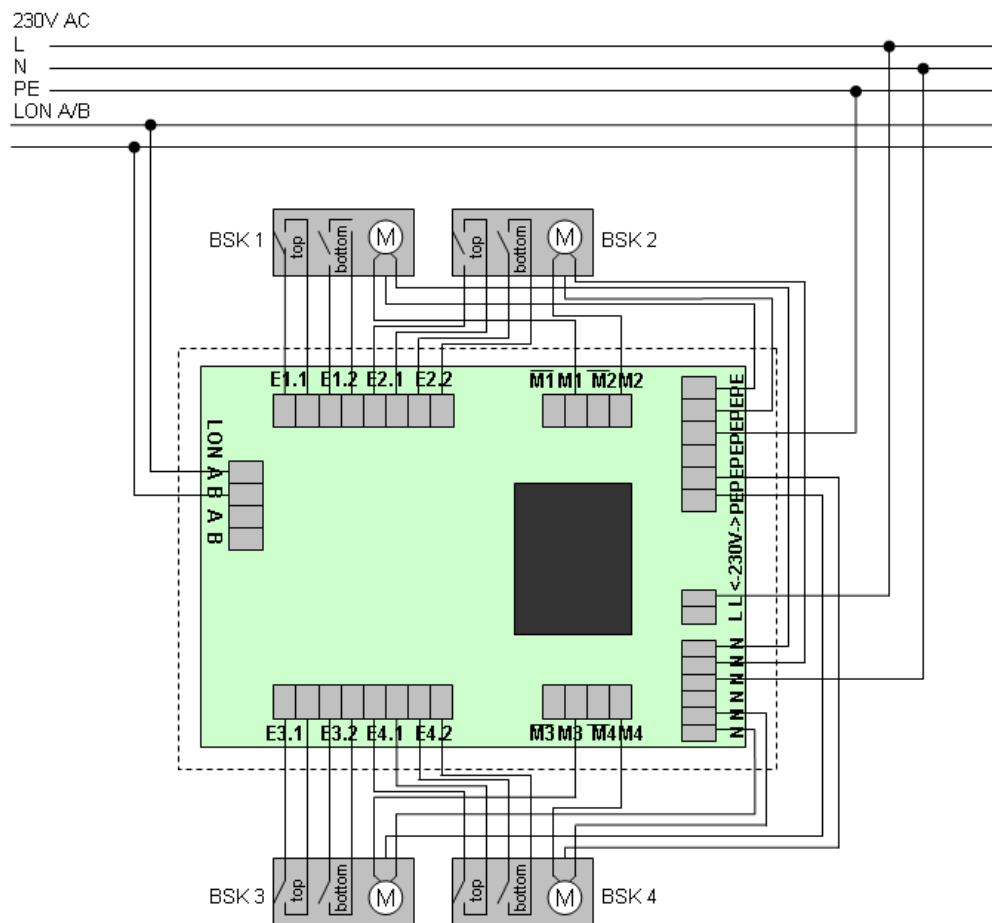 230V AC
L
N
PE
LON A/B
BSK 1
top
bottom
M
top
bottom
M
BSK 2
E1.1 E1.2 E2.1 E2.2
M1 M1 M2 M2
PE PE PE PE PE PE
LON A B A B
L L <-230V->
N N N N N N
E3.1 E3.2 E4.1 E4.2
M3 M3 M4 M4
BSK 3
top
bottom
M
top
bottom
M
BSK 4